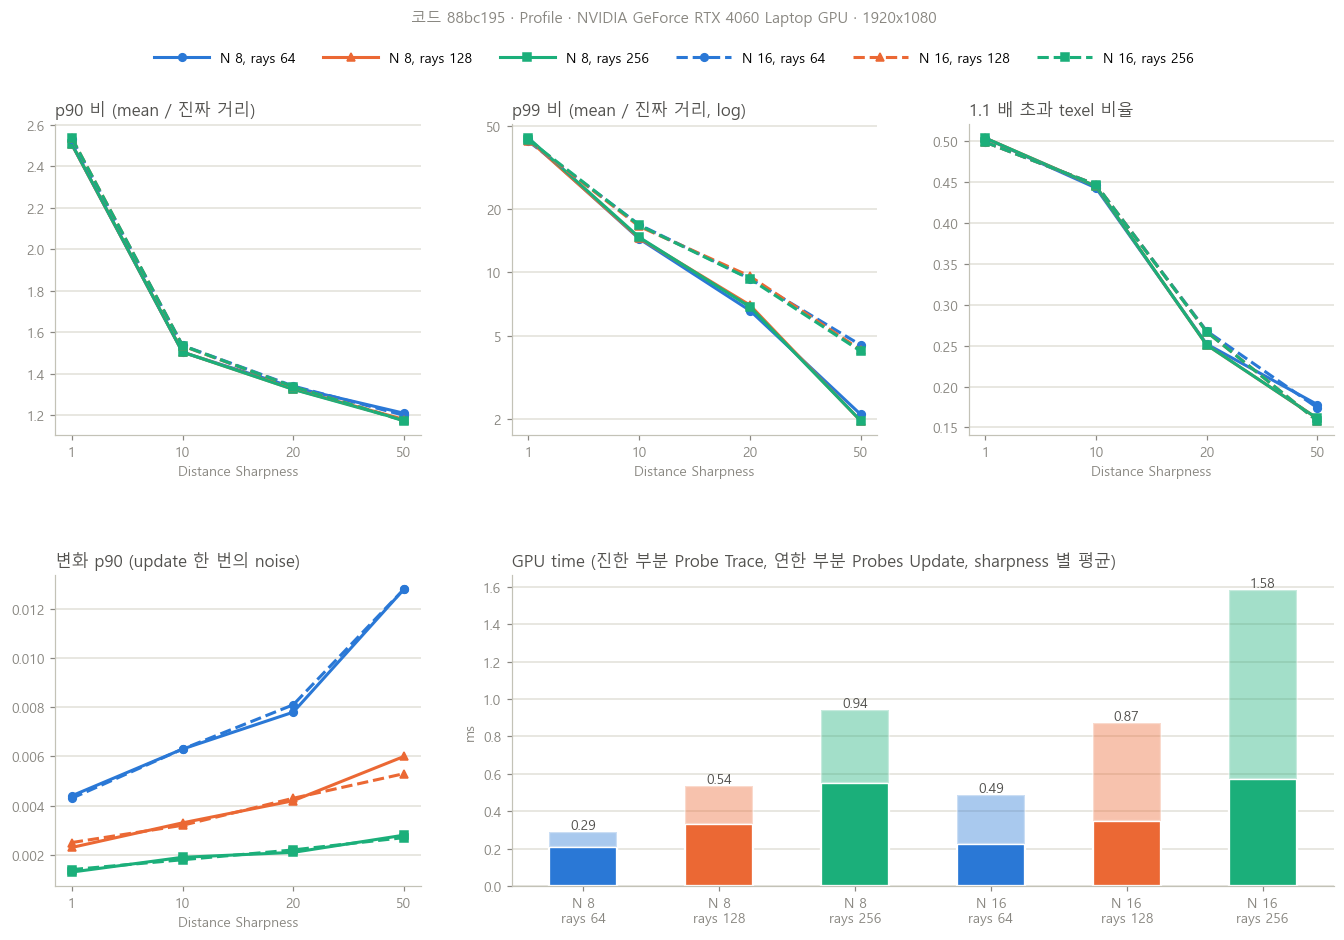 코드 88bc195 · Profile · NVIDIA GeForce RTX 4060 Laptop GPU · 1920x1080
N 8, rays 64
N 8, rays 128
N 8, rays 256
N 16, rays 64
N 16, rays 128
N 16, rays 256
p90 비 (mean / 진짜 거리)
2.6
2.4
2.2
2.0
1.8
1.6
1.4
1.2
1
10
20
50
Distance Sharpness
p99 비 (mean / 진짜 거리, log)
50
20
10
5
2
1
10
20
50
Distance Sharpness
1.1 배 초과 texel 비율
0.50
0.45
0.40
0.35
0.30
0.25
0.20
0.15
1
10
20
50
Distance Sharpness
변화 p90 (update 한 번의 noise)
0.012
0.010
0.008
0.006
0.004
0.002
1
10
20
50
Distance Sharpness
GPU time (진한 부분 Probe Trace, 연한 부분 Probes Update, sharpness 별 평균)
ms
1.6
1.4
1.2
1.0
0.8
0.6
0.4
0.2
0.0
0.29
0.54
0.94
0.49
0.87
1.58
N 8
rays 64
N 8
rays 128
N 8
rays 256
N 16
rays 64
N 16
rays 128
N 16
rays 256